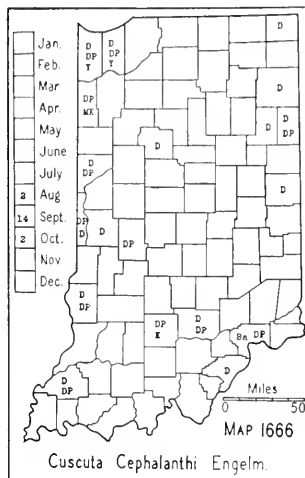 Jan.
Feb.
Mar
Apr.
May
June
July
2 Aug
14 Sept.
2 Oct.
Nov
Dec.
D D D
DP DP
Y Y
DP D
MK
D D
DP
D
DP
D
DP
D D DP
D
DP
D
DP
DP
K
D
DP
Bn DP
D
D
DP
Miles
0 50
MAP 1666
Cuscuta Cephalanthi Engelm.